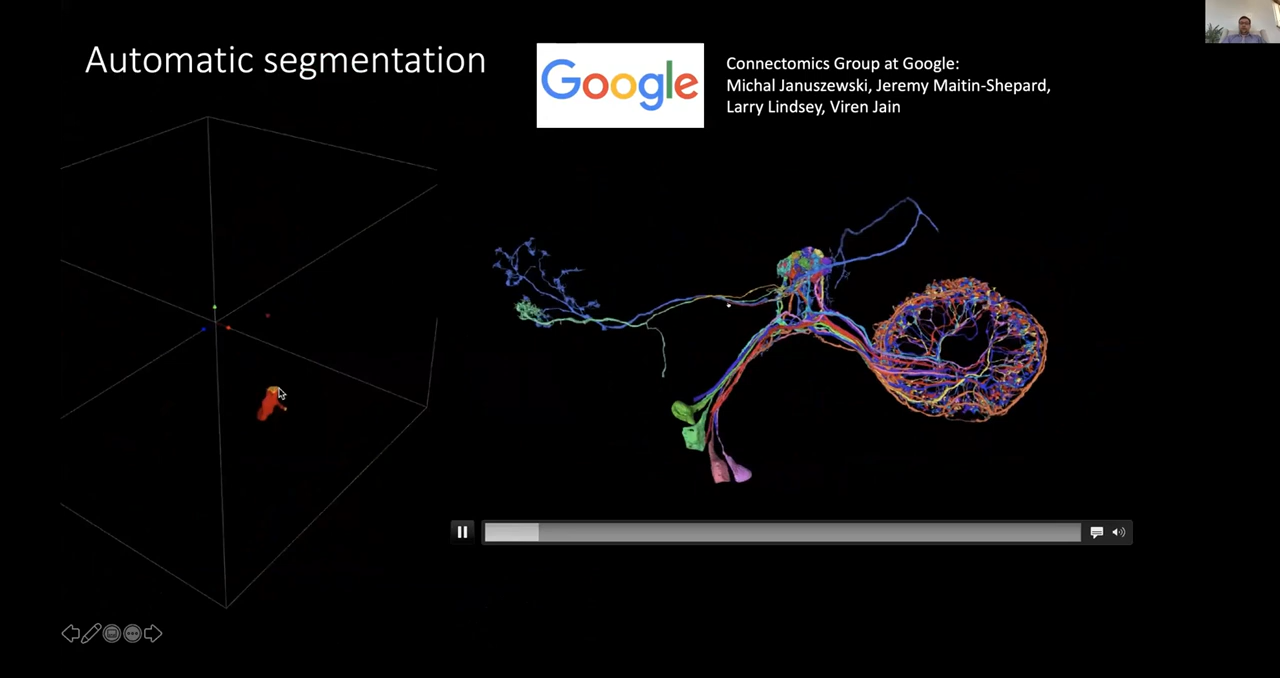 Automatic segmentation
Google
Connectomics Group at Google:
Michal Januszewski, Jeremy Maitin-Shepard,
Larry Lindsey, Viren Jain